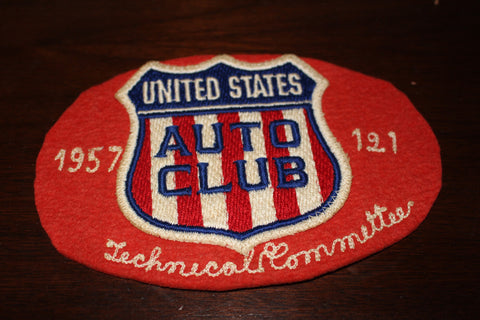 UNITED STATES
AUTO
CLUB
1957
121
Technical Committee